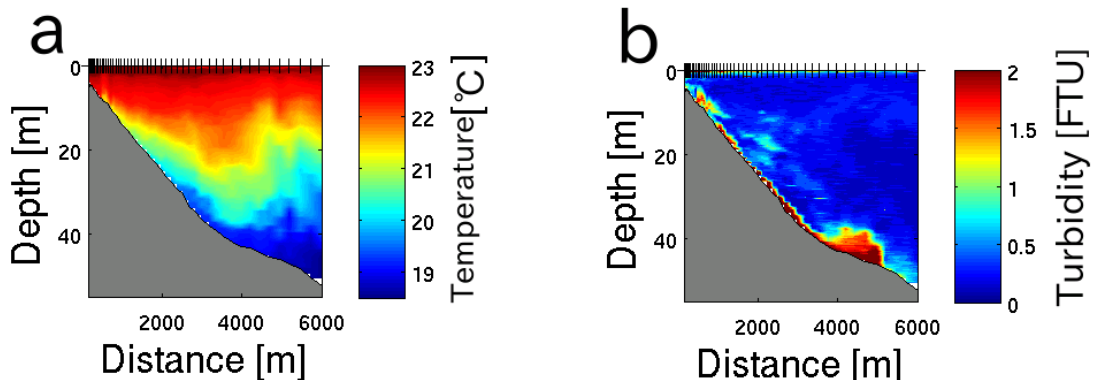 a
0
20
40
Depth [m]
2000 4000 6000
Distance [m]
23
22
21
20
19
Temperature[℃]
b
0
20
40
Depth [m]
2000 4000 6000
Distance [m]
2
1.5
1
0.5
0
Turbidity [FTU]